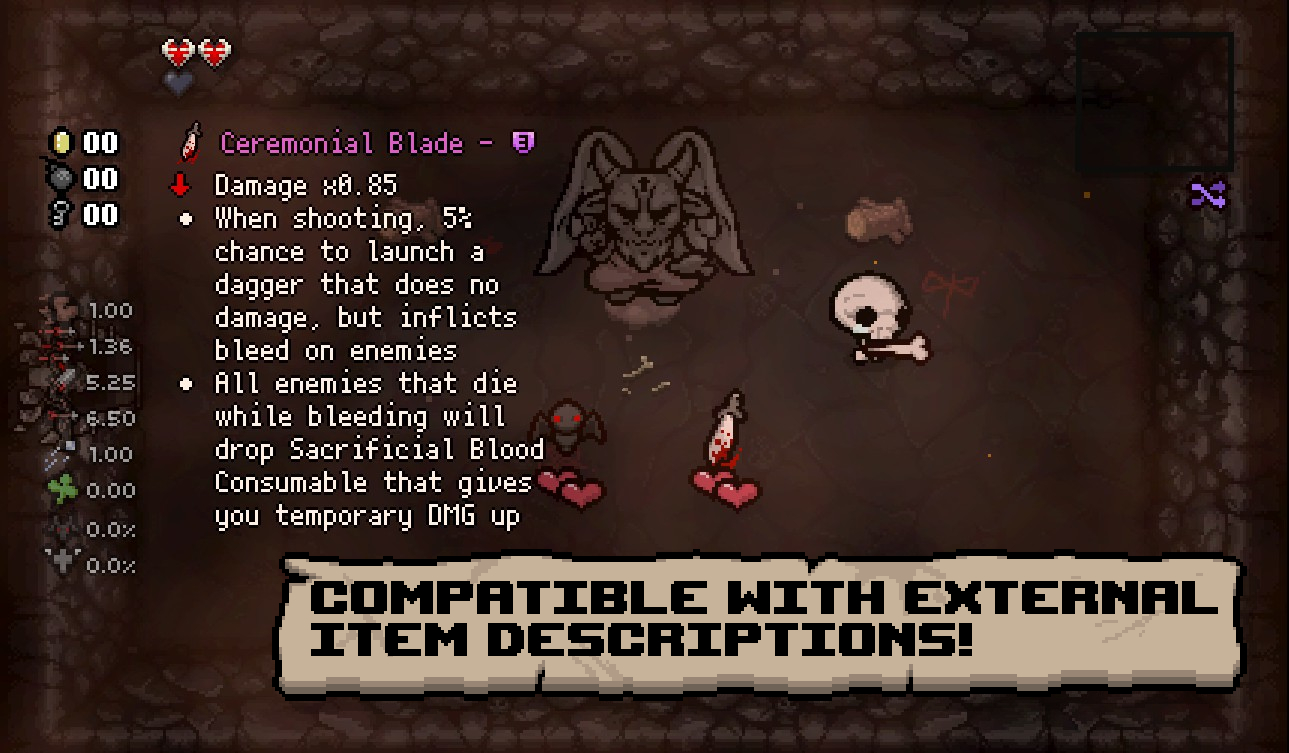 00
00
00
Ceremonial Blade - 3
Damage x0.85
• When shooting, 5%
chance to launch a
dagger that does no
damage, but inflicts
bleed on enemies
• All enemies that die
while bleeding will
drop Sacrificial Blood
Consumable that gives
you temporary DMG up
1.00
1.36
5.25
6.50
1.00
0.00
0.0%
0.0%
COMPATIBLE WITH EXTERNAL
ITEM DESCRIPTIONS!